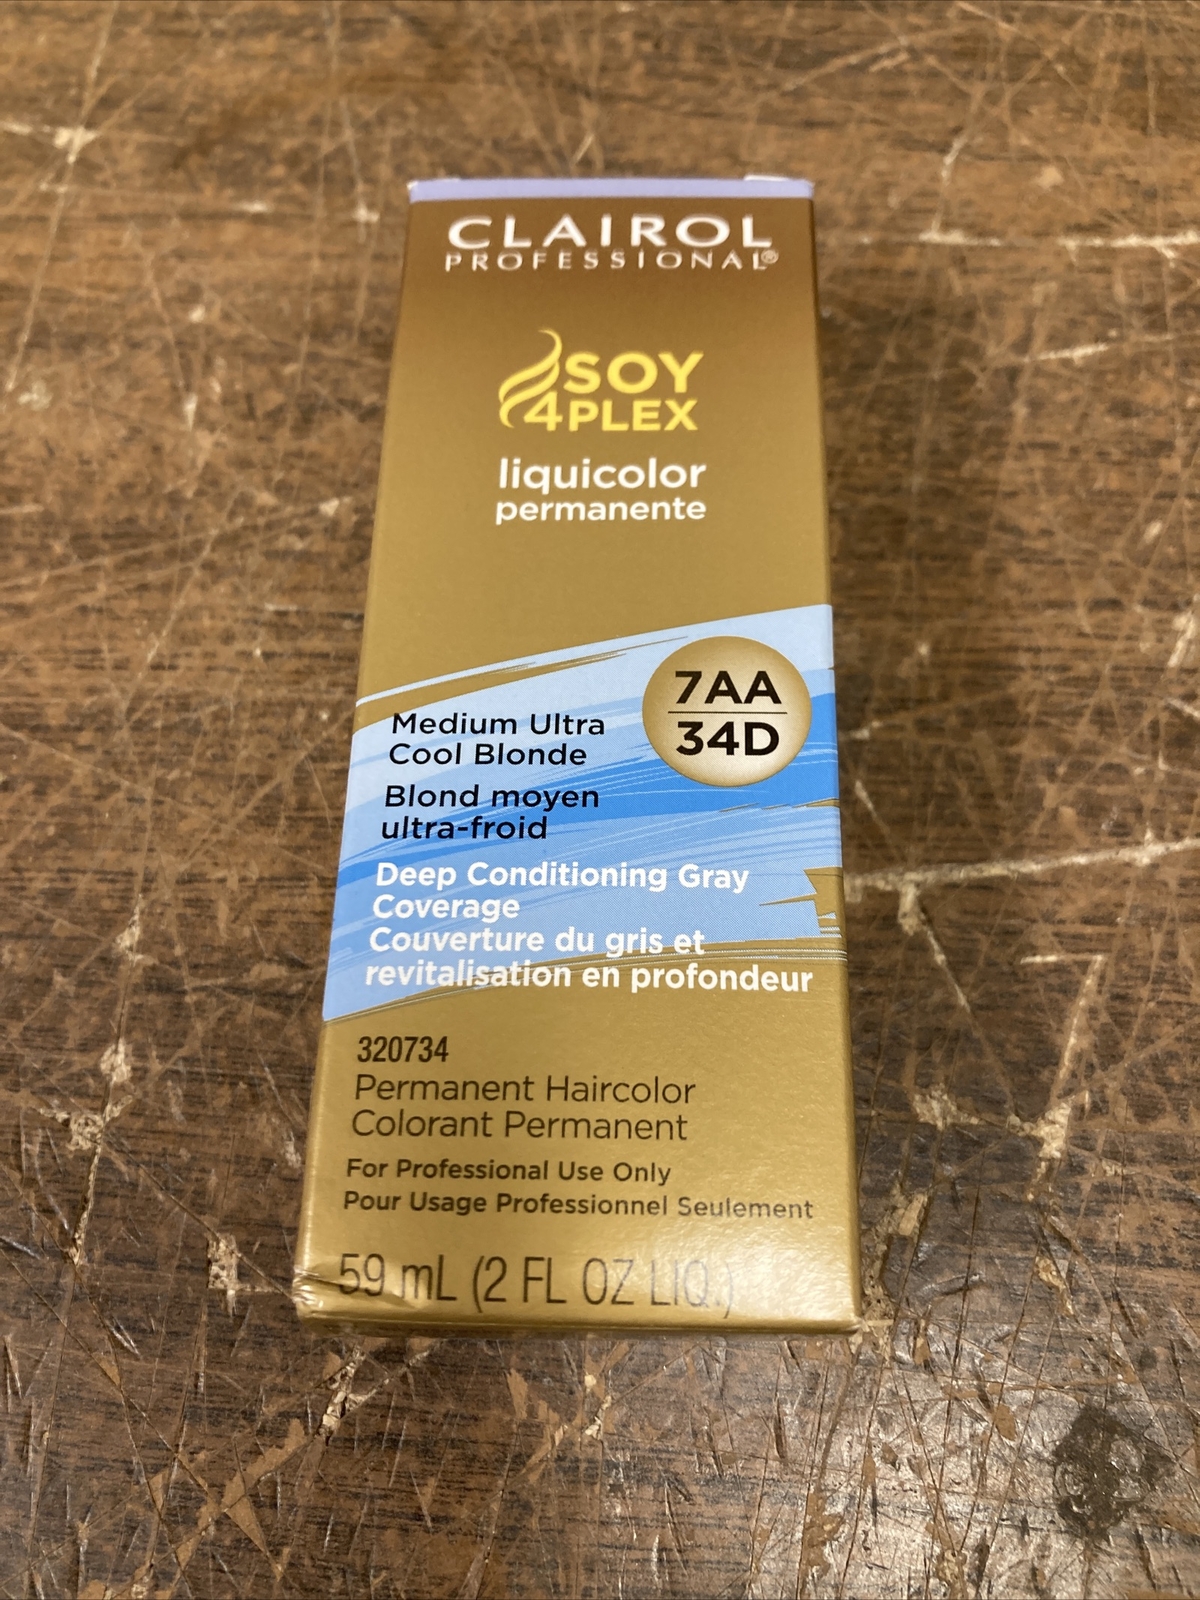 CLAIROL
PROFESSIONAL®
SOY
4PLEX
liquicolor
permanente
7AA
34D
Medium Ultra
Cool Blonde
Blond moyen
ultra-froid
Deep Conditioning Gray
Coverage
Couverture du gris et
revitalisation en profondeur
320734
Permanent Haircolor
Colorant Permanent
For Professional Use Only
Pour Usage Professionnel Seulement
59 mL (2 FL OZ LIQ.)